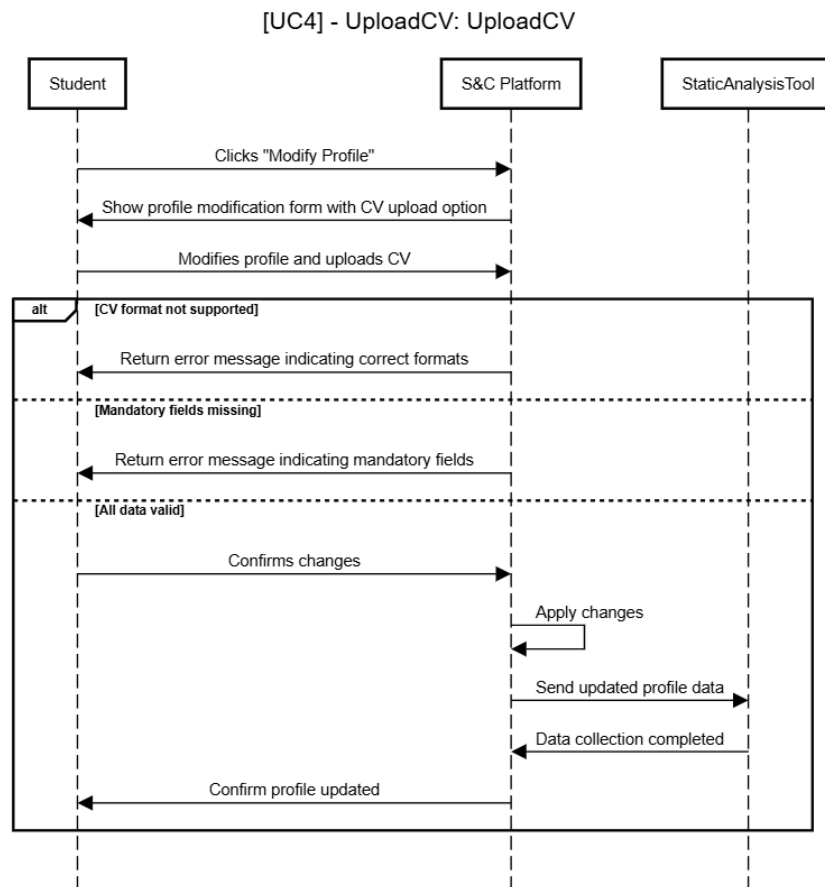 [UC4] - UploadCV: UploadCV
Student
S&C Platform
StaticAnalysisTool
Clicks "Modify Profile"
Show profile modification form with CV upload option
Modifies profile and uploads CV
alt
[CV format not supported]
Return error message indicating correct formats
[Mandatory fields missing]
Return error message indicating mandatory fields
[All data valid]
Confirms changes
Apply changes
Send updated profile data
Data collection completed
Confirm profile updated